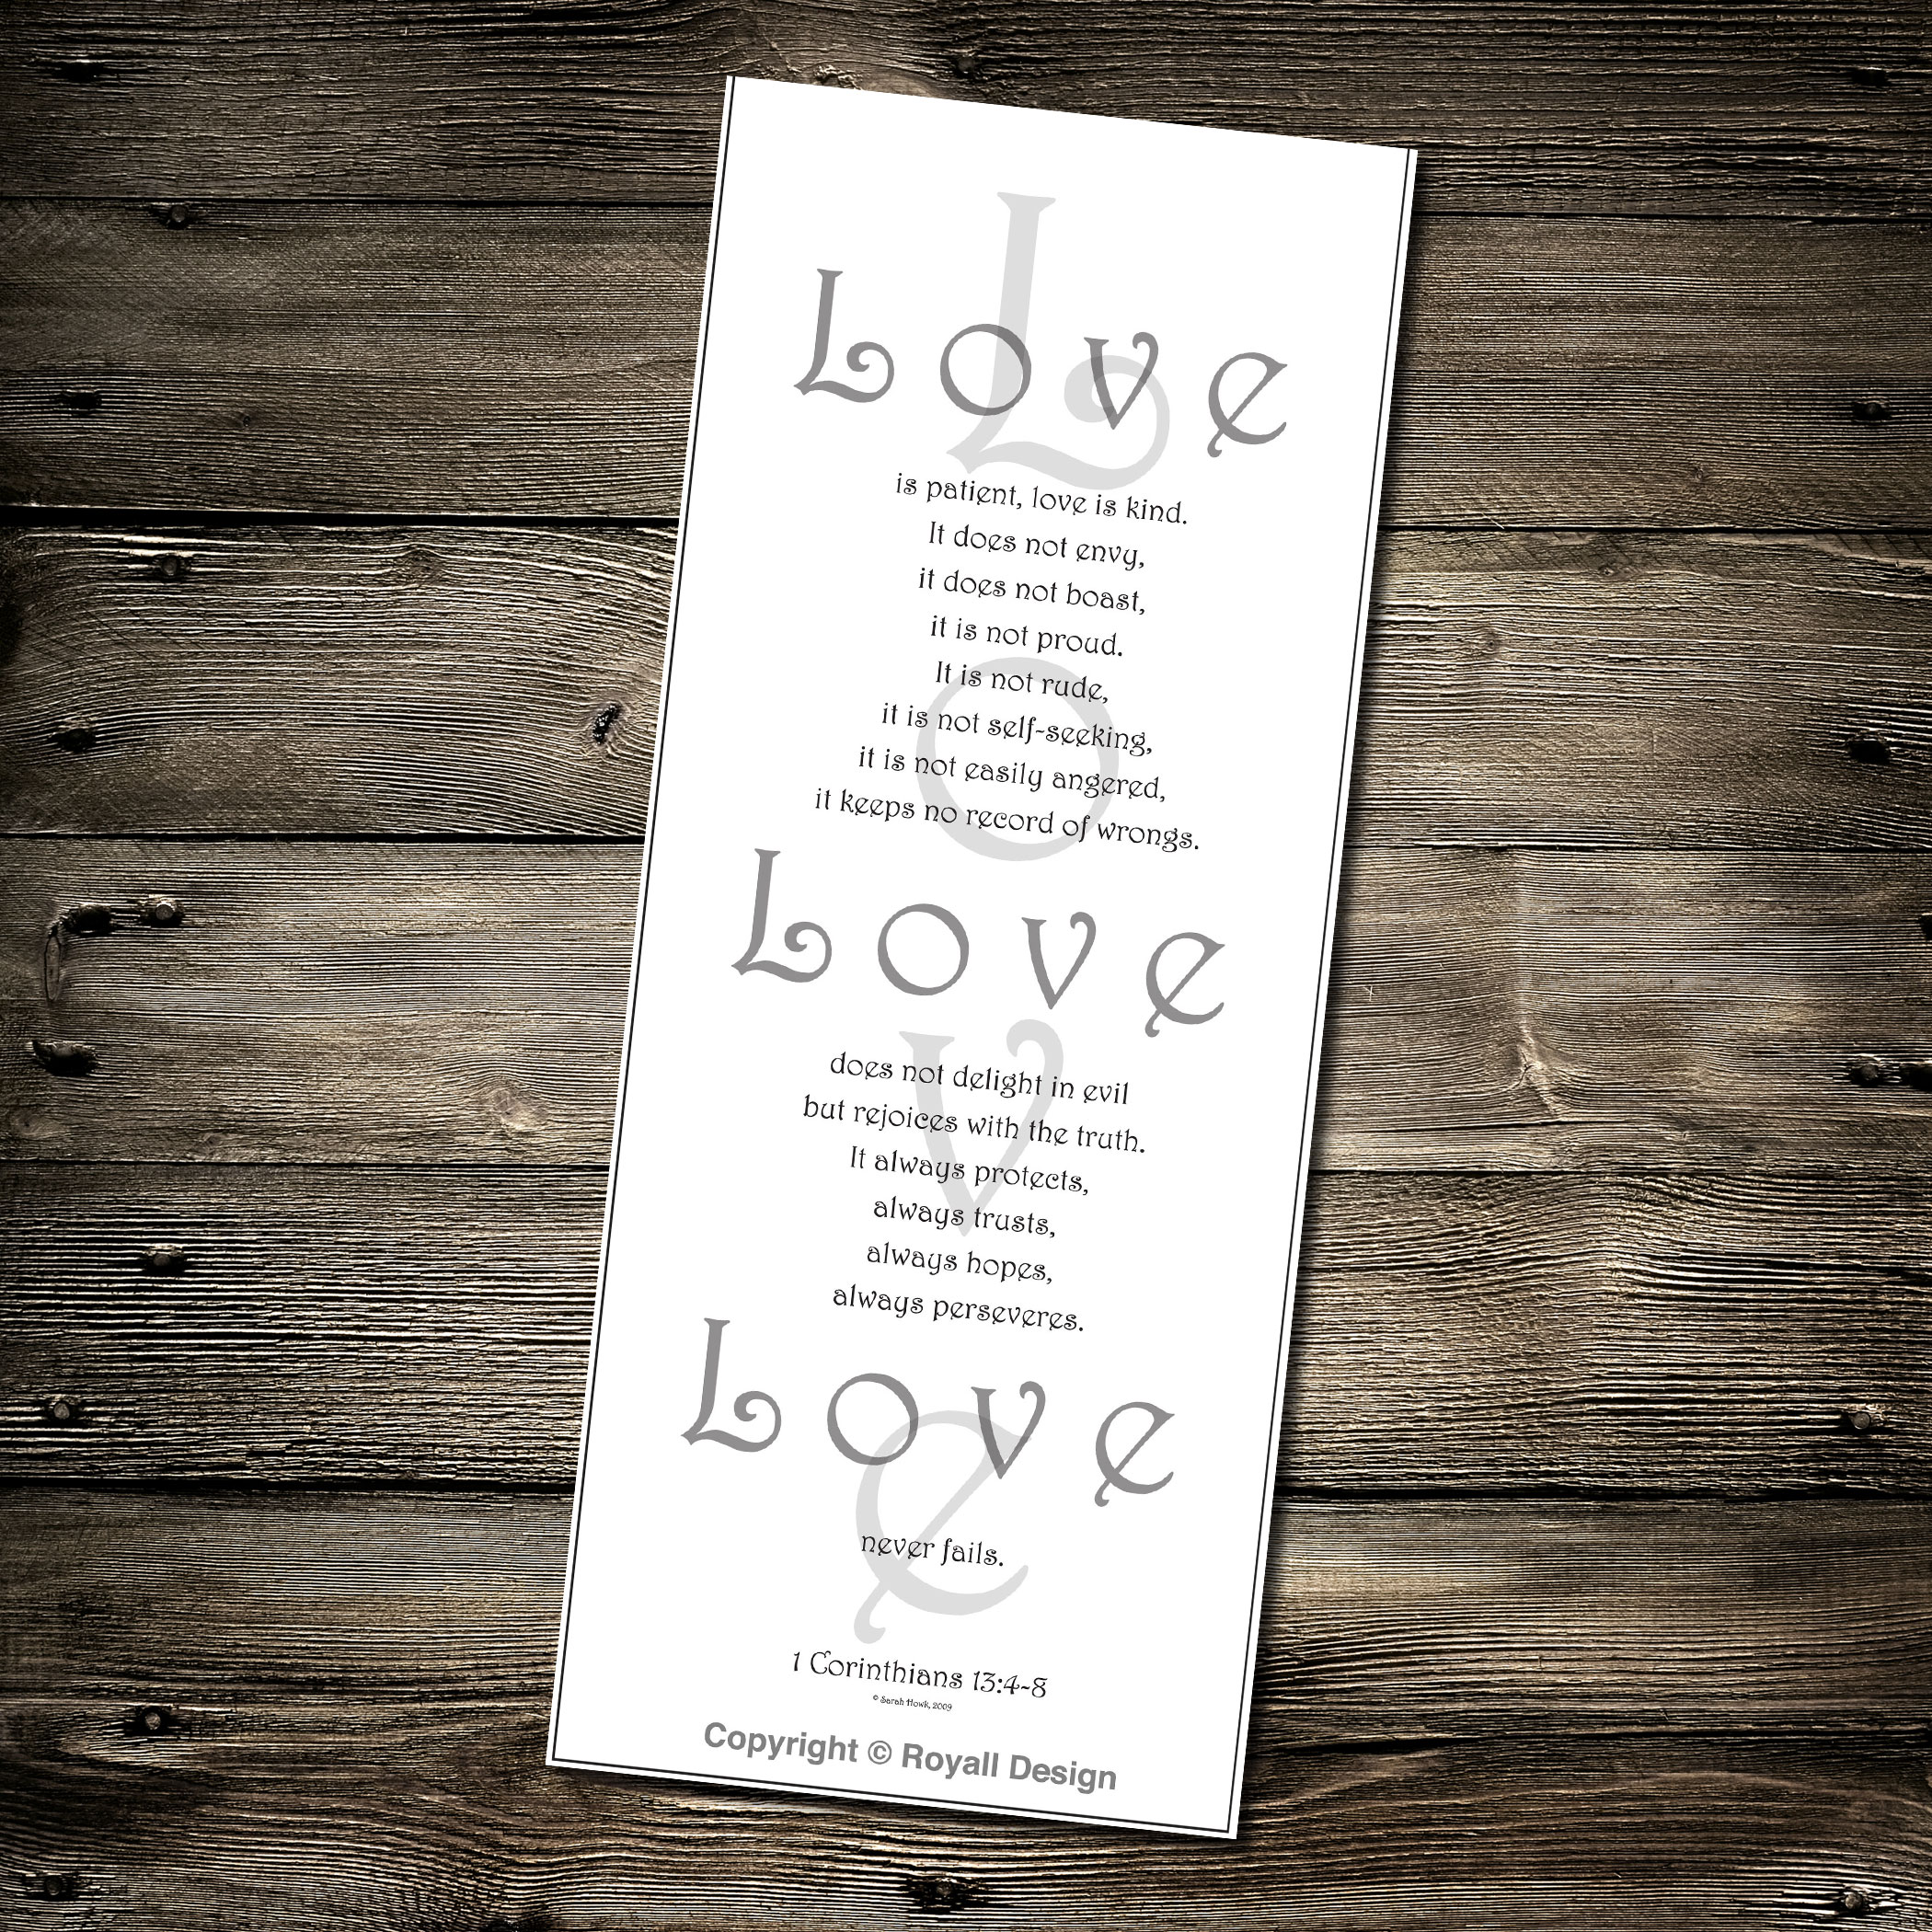 LOVE
is patient, love is kind.
It does not envy,
it does not boast,
it is not proud.
It is not rude,
it is not self-seeking,
it is not easily angered,
it keeps no record of wrongs.
LOVE
does not delight in evil
but rejoices with the truth.
It always protects,
always trusts,
always hopes,
always perseveres.
LOVE
never fails.
LOVE
1 Corinthians 13:4-8
© Sarah Howk, 2009
Copyright © Royall Design